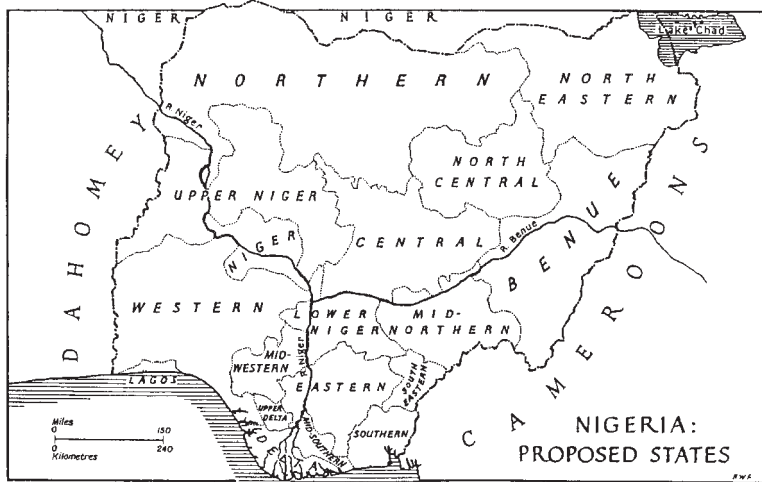 NIGER
NIGER
Lake Chad
NORTHERN
NORTH
EASTERN
R. Niger
DAHOMEY
NORTH
CENTRAL
UPPER NIGER
NIGER
CENTRAL
R. Benue
BENUE
CAMEROONS
WESTERN
LOWER
NIGER
MID-
NORTHERN
R. Niger
MID-
WESTERN
EASTERN
SOUTH
EASTERN
LAGOS
UPPER
DELTA
MID-SOUTHERN
SOUTHERN
Miles
0 150
0 240
Kilometres
NIGERIA:
PROPOSED STATES